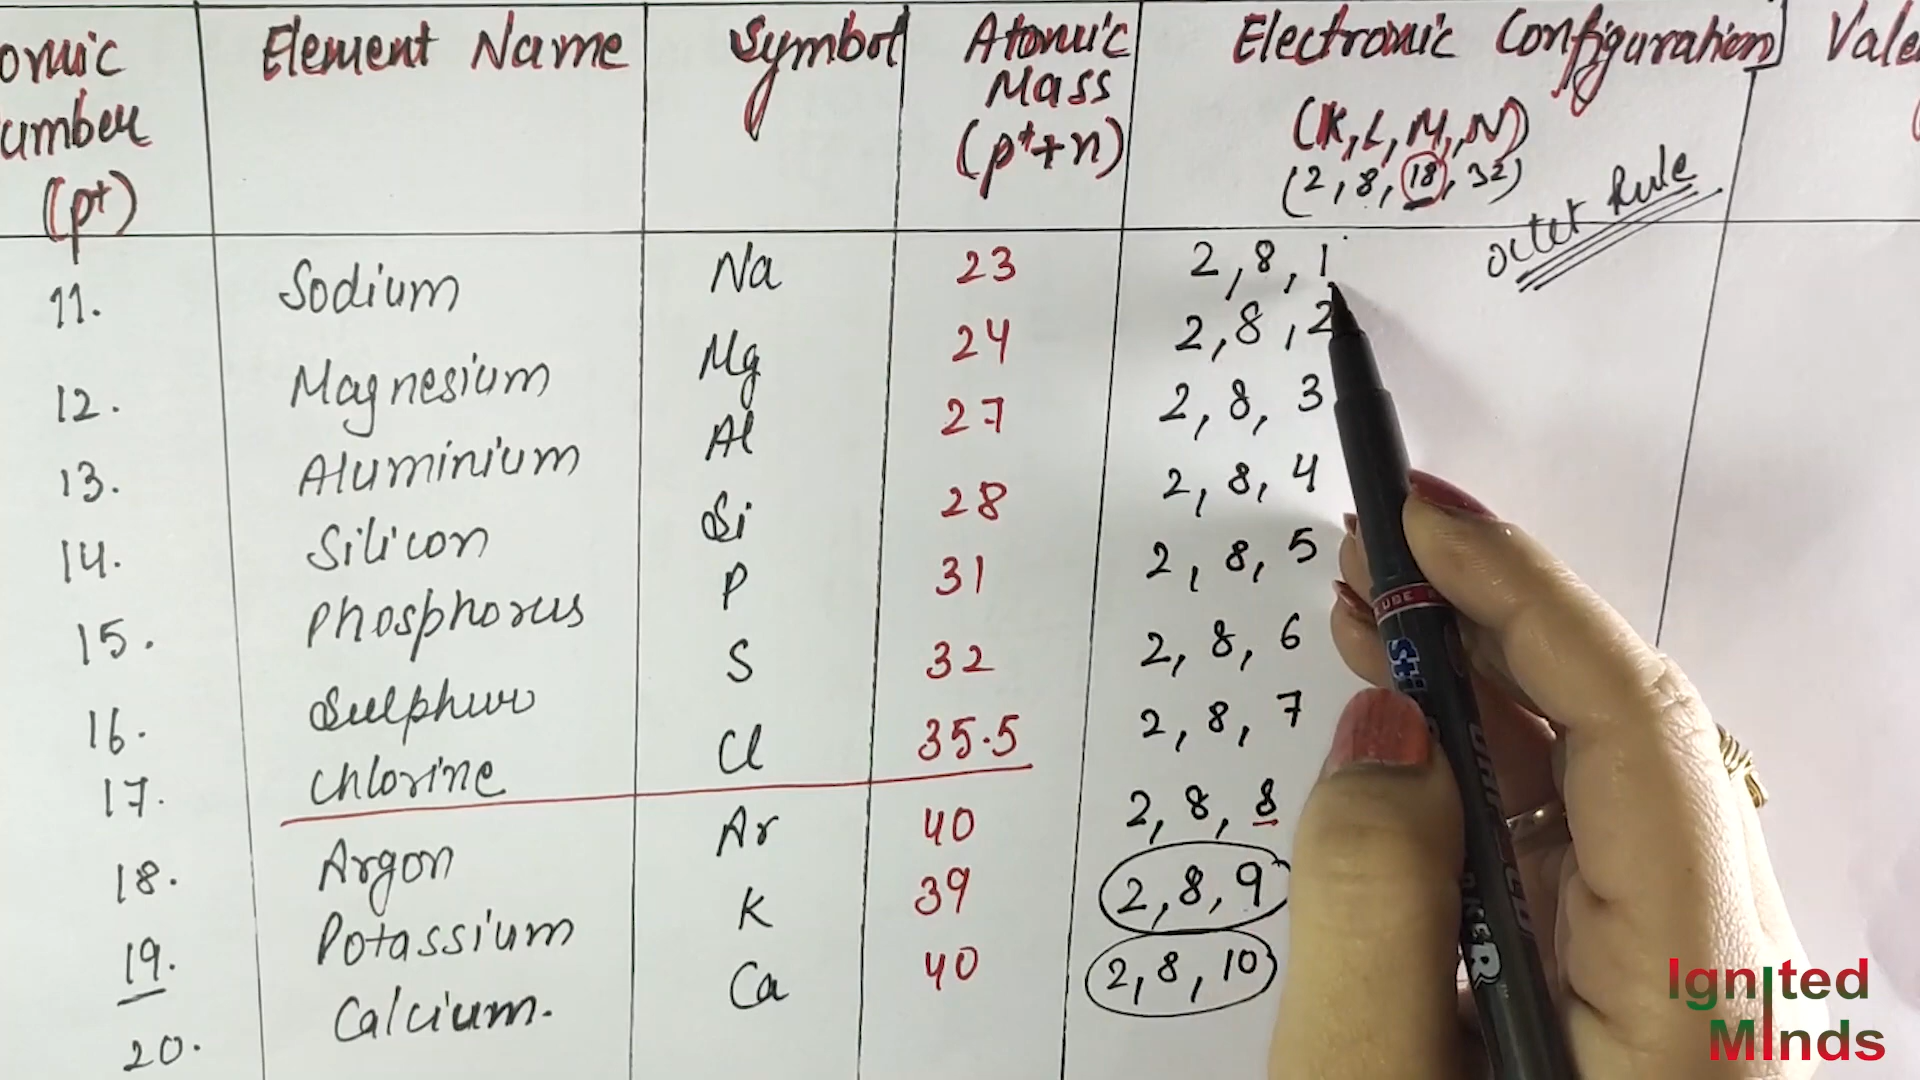 omic
umber
(p⁺)
Element Name
Symbol
Atomic
Mass
(p⁺+n)
Electronic Configuration
(K, L, M, N)
(2, 8, 18, 32)
Octet Rule
11. Sodium Na 23 2, 8, 1
12. Magnesium Mg 24 2, 8, 2
13. Aluminium Al 27 2, 8, 3
14. Silicon Si 28 2, 8, 4
15. Phosphorus P 31 2, 8, 5
16. Sulphur S 32 2, 8, 6
17. Chlorine Cl 35.5 2, 8, 7
18. Argon Ar 40 2, 8, 8
19. Potassium K 39 2, 8, 9
20. Calcium. Ca 40 2, 8, 10
Ignited
Minds